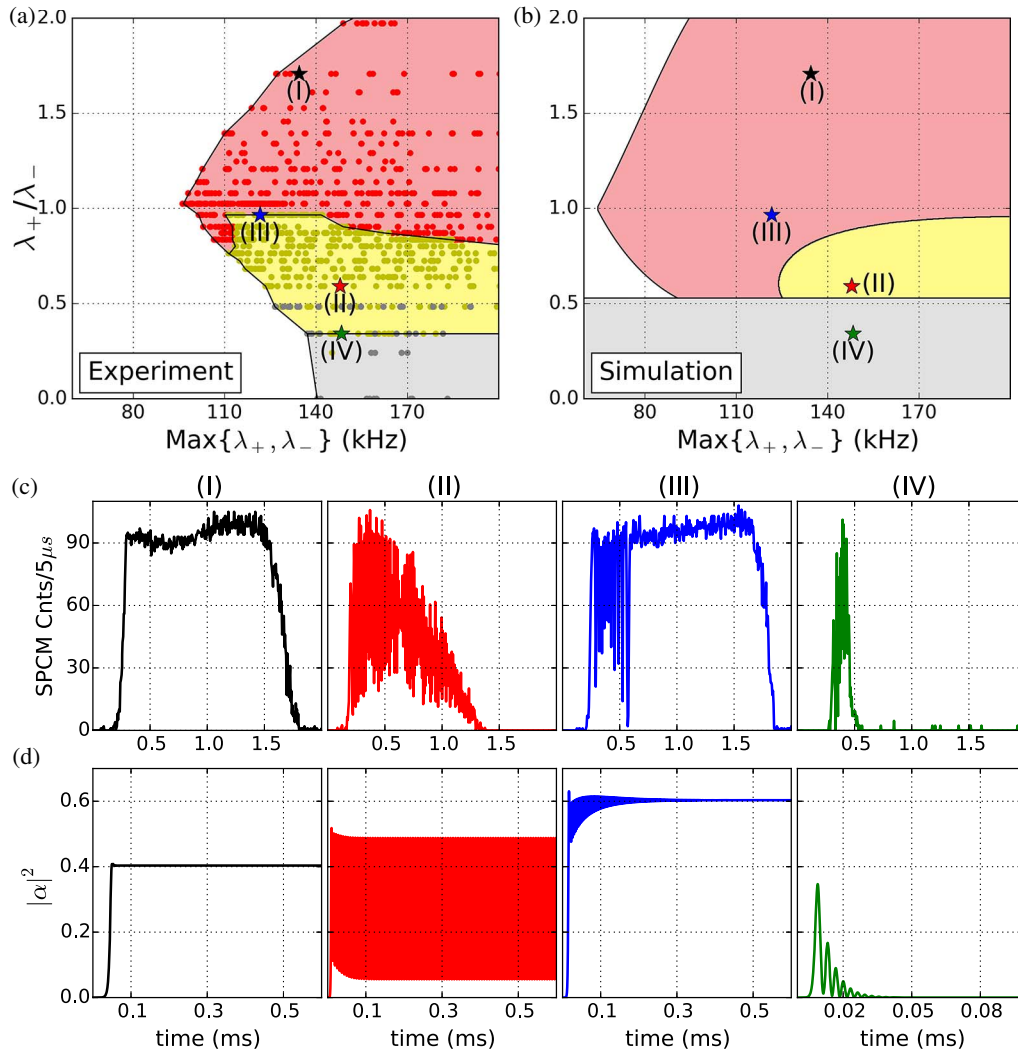 (a)
(b)
2.0
1.5
1.0
0.5
0.0
λ₊/λ₋
(I)
(III)
(II)
(IV)
Experiment
80
110
140
170
Max{λ₊, λ₋} (kHz)
2.0
1.5
1.0
0.5
0.0
(I)
(III)
(II)
(IV)
Simulation
80
110
140
170
Max{λ₊, λ₋} (kHz)
(c)
(I)
(II)
(III)
(IV)
SPCM Cnts/5μs
90
60
30
0
0.5 1.0 1.5
0.5 1.0 1.5
0.5 1.0 1.5
0.5 1.0 1.5
(d)
|α|²
0.6
0.4
0.2
0.0
0.1 0.3 0.5
0.1 0.3 0.5
0.1 0.3 0.5
0.02 0.05 0.08
time (ms)
time (ms)
time (ms)
time (ms)